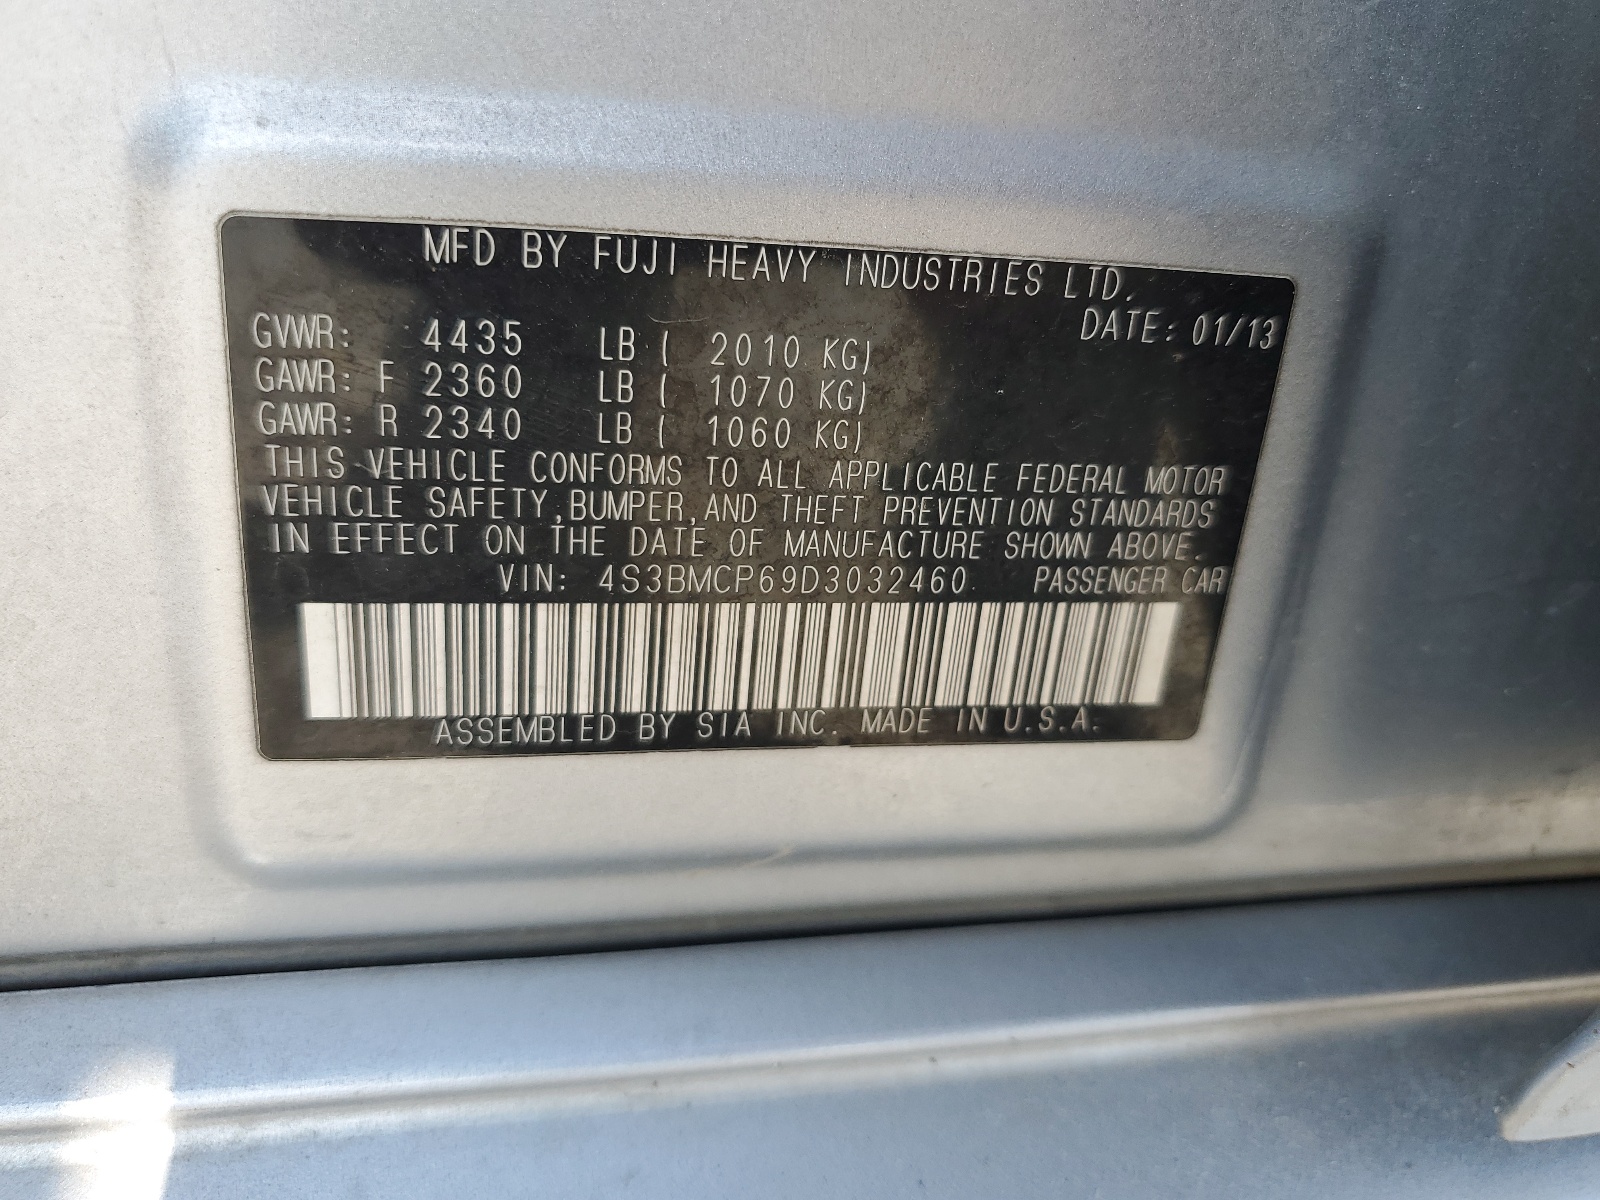 MFD BY FUJI HEAVY INDUSTRIES LTD.
DATE: 01/13
GVWR: 4435 LB ( 2010 KG)
GAWR: F 2360 LB ( 1070 KG)
GAWR: R 2340 LB ( 1060 KG)
THIS VEHICLE CONFORMS TO ALL APPLICABLE FEDERAL MOTOR
VEHICLE SAFETY,BUMPER,AND THEFT PREVENTION STANDARDS
IN EFFECT ON THE DATE OF MANUFACTURE SHOWN ABOVE.
VIN: 4S3BMCP69D3032460 PASSENGER CAR
ASSEMBLED BY SIA INC. MADE IN U.S.A.